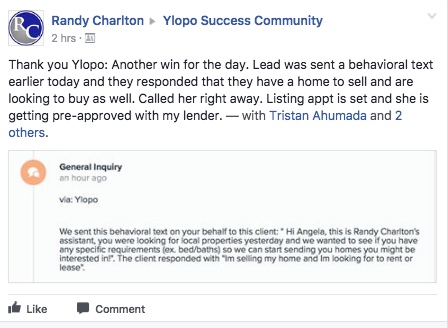 RC
Randy Charlton ▸ Ylopo Success Community
2 hrs ·
Thank you Ylopo: Another win for the day. Lead was sent a behavioral text
earlier today and they responded that they have a home to sell and are
looking to buy as well. Called her right away. Listing appt is set and she is
getting pre-approved with my lender. — with Tristan Ahumada and 2
others.
General Inquiry
an hour ago
via: Ylopo
We sent this behavioral text on your behalf to this client: " Hi Angela, this is Randy Charlton's
assistant, you were looking for local properties yesterday and we wanted to see if you have
any specific requirements (ex. bed/baths) so we can start sending you homes you might be
interested in!". The client responded with "Im selling my home and Im looking for to rent or
lease".
Like Comment